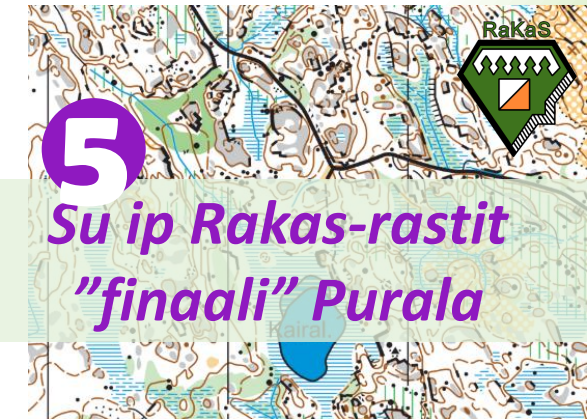 RaKaS
5
Su ip Rakas-rastit
”finaali” Purala
Kairal.